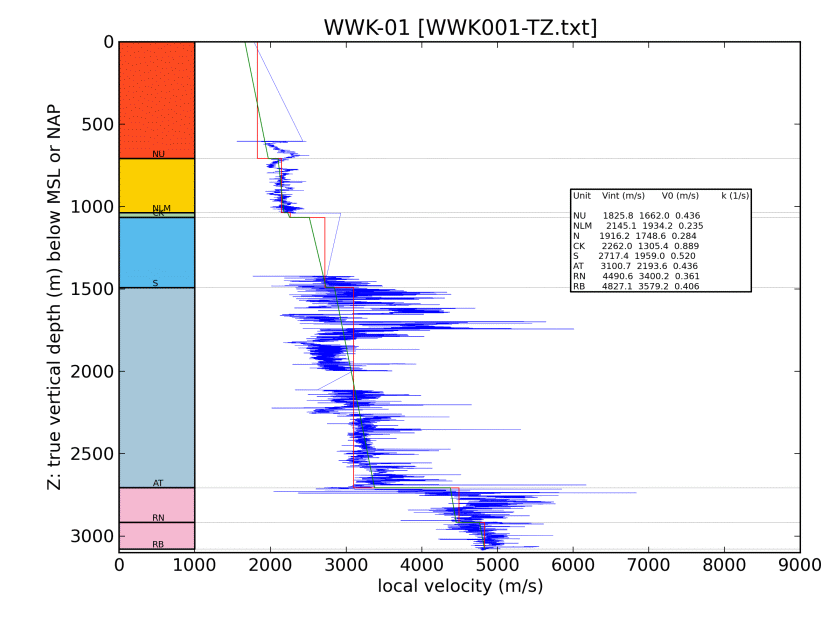 WWK-01 [WWK001-TZ.txt]
Z: true vertical depth (m) below MSL or NAP
0
500
1000
1500
2000
2500
3000
NU
NLM
CK
S
AT
RN
RB
Unit Vint (m/s) V0 (m/s) k (1/s)
NU 1825.8 1662.0 0.436
NLM 2145.1 1934.2 0.235
N 1916.2 1748.6 0.284
CK 2262.0 1305.4 0.889
S 2717.4 1959.0 0.520
AT 3100.7 2193.6 0.436
RN 4490.6 3400.2 0.361
RB 4827.1 3579.2 0.406
0 1000 2000 3000 4000 5000 6000 7000 8000 9000
local velocity (m/s)